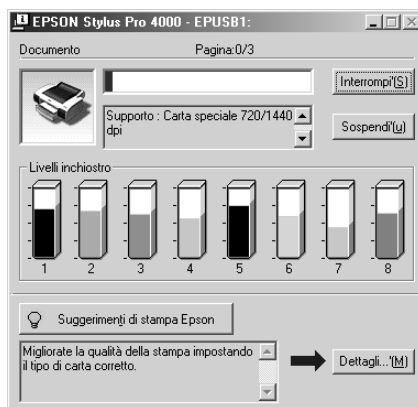 EPSON Stylus Pro 4000 - EPUSB1:
Documento Pagina:0/3
Interrompi'(S)
Supporto : Carta speciale 720/1440
dpi
Sospendi'(u)
Livelli inchiostro
1 2 3 4 5 6 7 8
Suggerimenti di stampa Epson
Migliorate la qualità della stampa impostando
il tipo di carta corretto.
Dettagli...'(M)